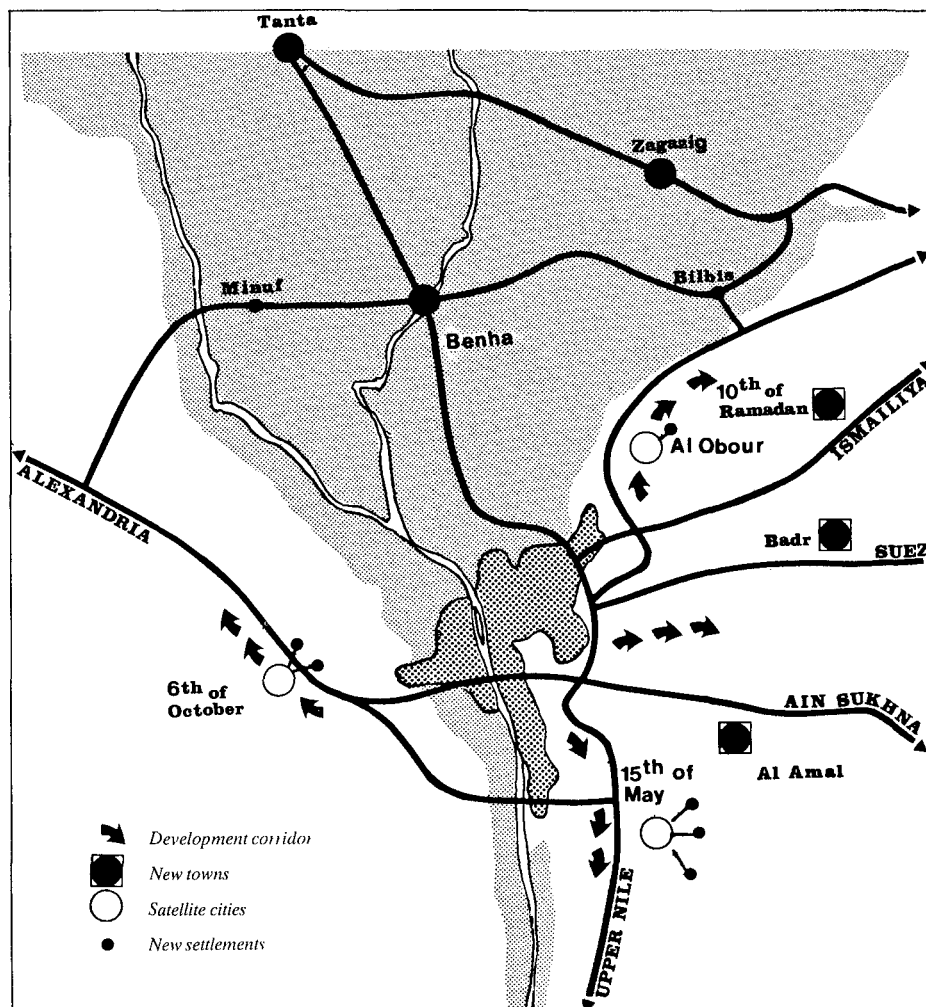 Tanta
Zagazig
Minuf
Bilbis
Benha
10th of
Ramadan
ISMAILIYA
Al Obour
ALEXANDRIA
Badr
SUEZ
6th of
October
AIN SUKHNA
15th of
May
Al Amal
UPPER NILE
Development corridor
New towns
Satellite cities
New settlements